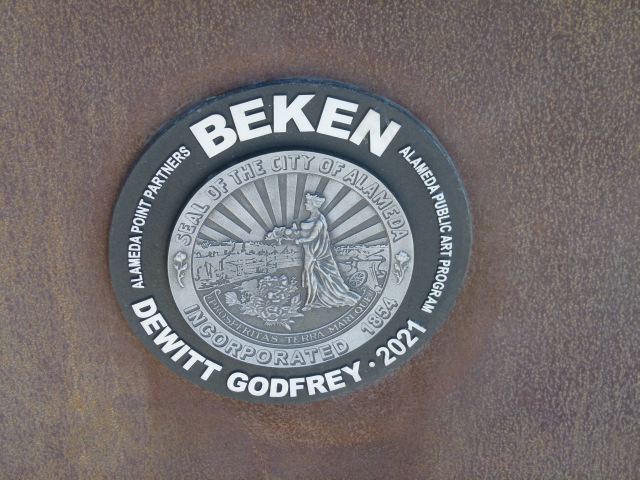 BEKEN
ALAMEDA POINT PARTNERS
ALAMEDA PUBLIC ART PROGRAM
SEAL OF THE CITY OF ALAMEDA
PROSPERITAS TERRA MARIQUE
INCORPORATED 1854
DEWITT GODFREY · 2021